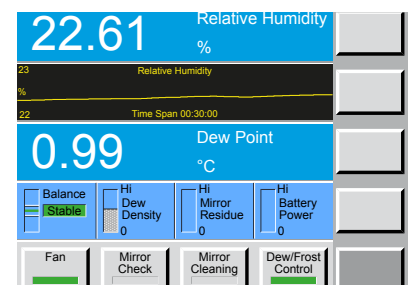 22.61 Relative Humidity
%
23 Relative Humidity
%
22 Time Span 00:30:00
0.99 Dew Point
°C
Balance
Stable
Hi
Dew
Density
0
Hi
Mirror
Residue
0
Hi
Battery
Power
0
Fan
Mirror
Check
Mirror
Cleaning
Dew/Frost
Control